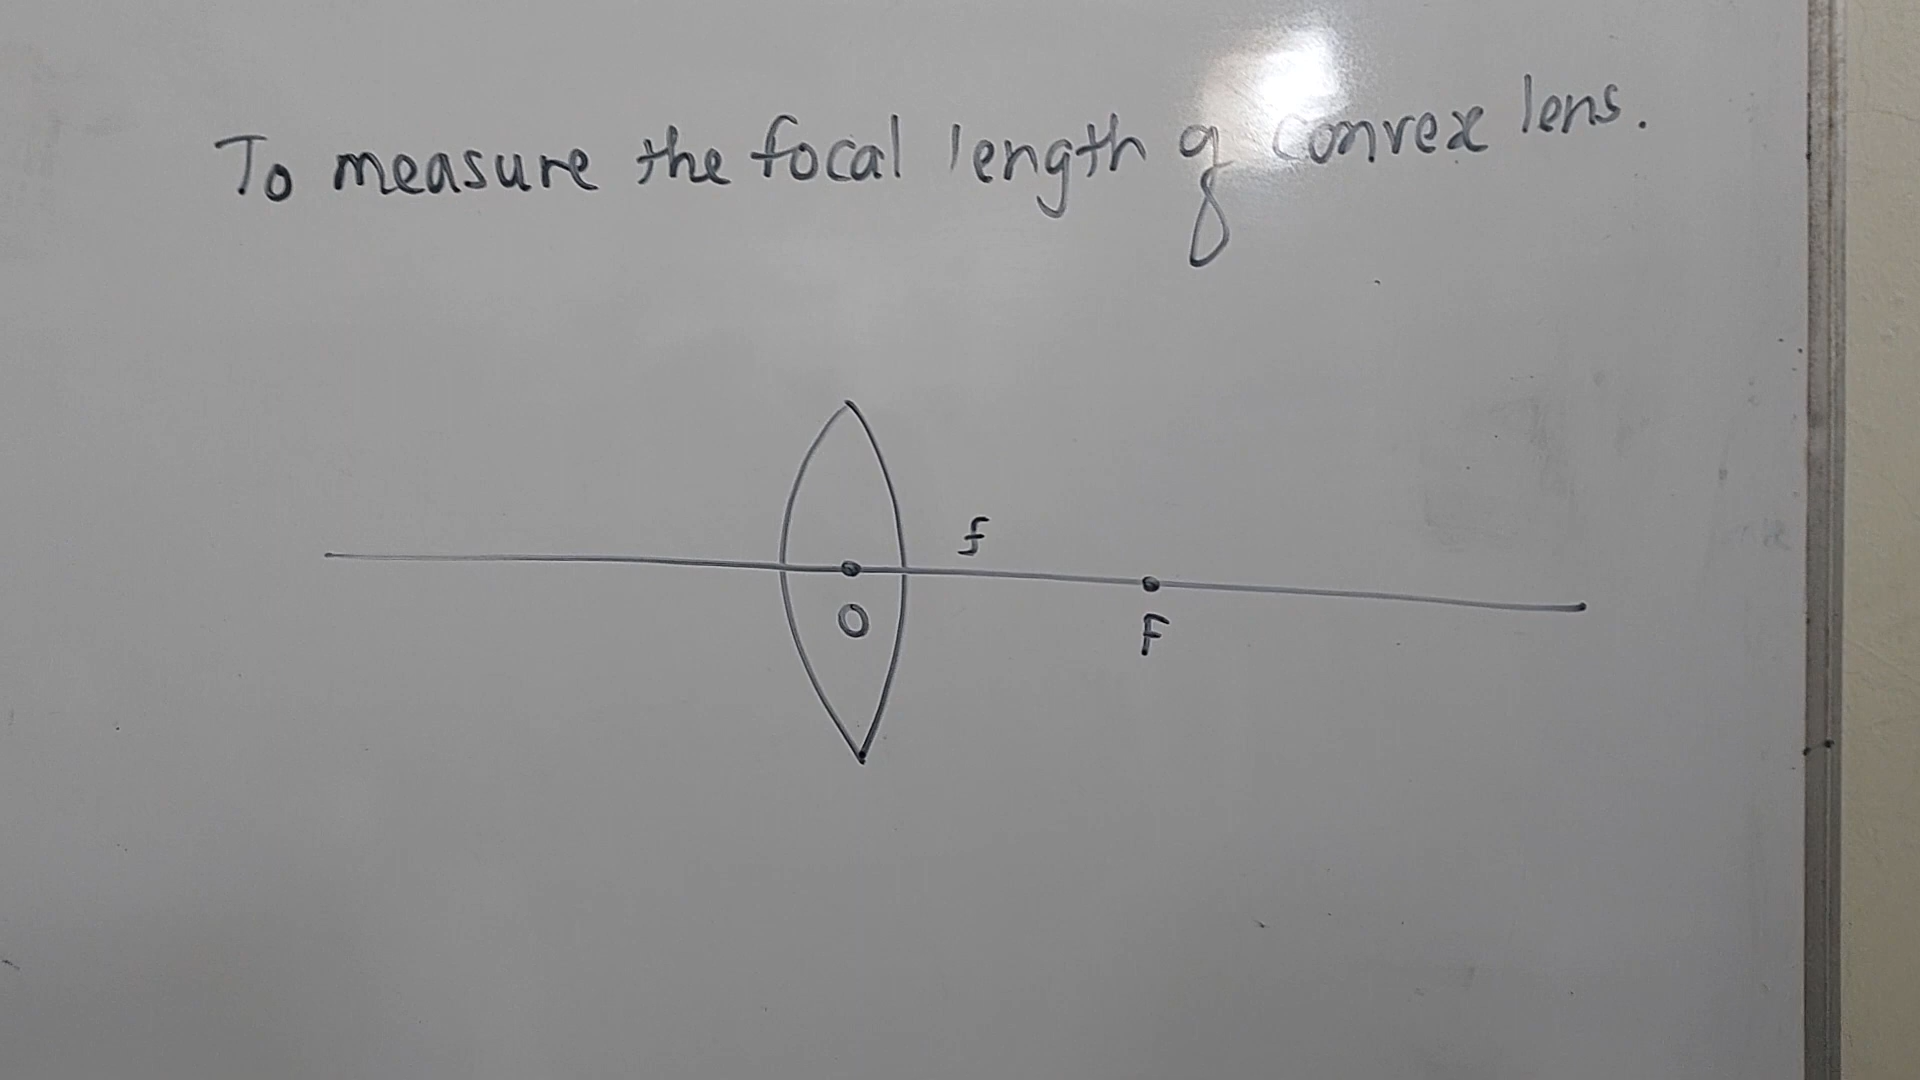 To measure the focal length of convex lens.
f
O
F